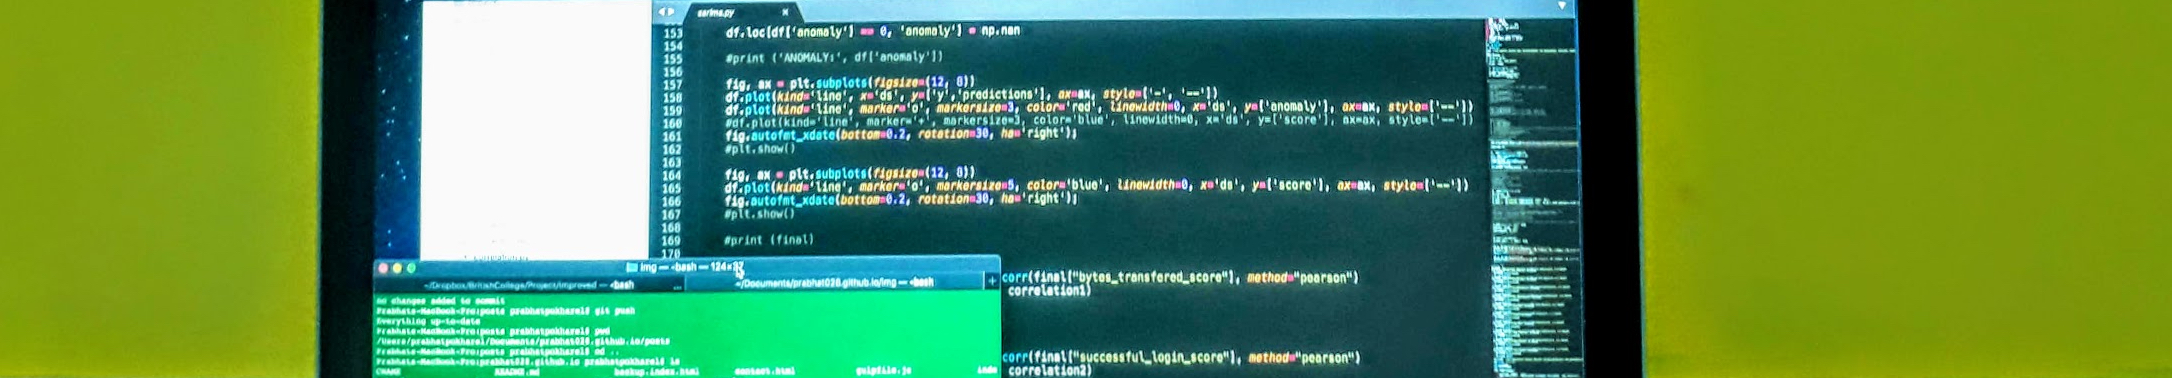 sarima.py
153 df.loc[df['anomaly'] == 0, 'anomaly'] = np.nan
154
155 #print ('ANOMALY:', df['anomaly'])
156
157 fig, ax = plt.subplots(figsize=(12, 8))
158 df.plot(kind='line', x='ds', y=['y','predictions'], ax=ax, style=['-', '--'])
159 df.plot(kind='line', marker='o', markersize=3, color='red', linewidth=0, x='ds', y=['anomaly'], ax=ax, style=['--'])
160 #df.plot(kind='line', marker='+', markersize=3, color='blue', linewidth=0, x='ds', y=['score'], ax=ax, style=['--'])
161 fig.autofmt_xdate(bottom=0.2, rotation=30, ha='right');
162 #plt.show()
163
164 fig, ax = plt.subplots(figsize=(12, 8))
165 df.plot(kind='line', marker='o', markersize=5, color='blue', linewidth=0, x='ds', y=['score'], ax=ax, style=['--'])
166 fig.autofmt_xdate(bottom=0.2, rotation=30, ha='right');
167 #plt.show()
168
169 #print (final)
170
corr(final["bytes_transfered_score"], method="pearson")
correlation1)
corr(final["successful_login_score"], method="pearson")
correlation2)
img — -bash — 124×37
~/Dropbox/BritishCollege/Project/improved — -bash
~/Documents/prabhat028.github.io/img — -bash
no changes added to commit
Prabhats-MacBook-Pro:posts prabhatpokharel$ git push
Everything up-to-date
Prabhats-MacBook-Pro:posts prabhatpokharel$ pwd
/Users/prabhatpokharel/Documents/prabhat028.github.io/posts
Prabhats-MacBook-Pro:posts prabhatpokharel$ cd ..
Prabhats-MacBook-Pro:prabhat028.github.io prabhatpokharel$ ls
CNAME README.md backup.index.html contact.html gulpfile.js inde